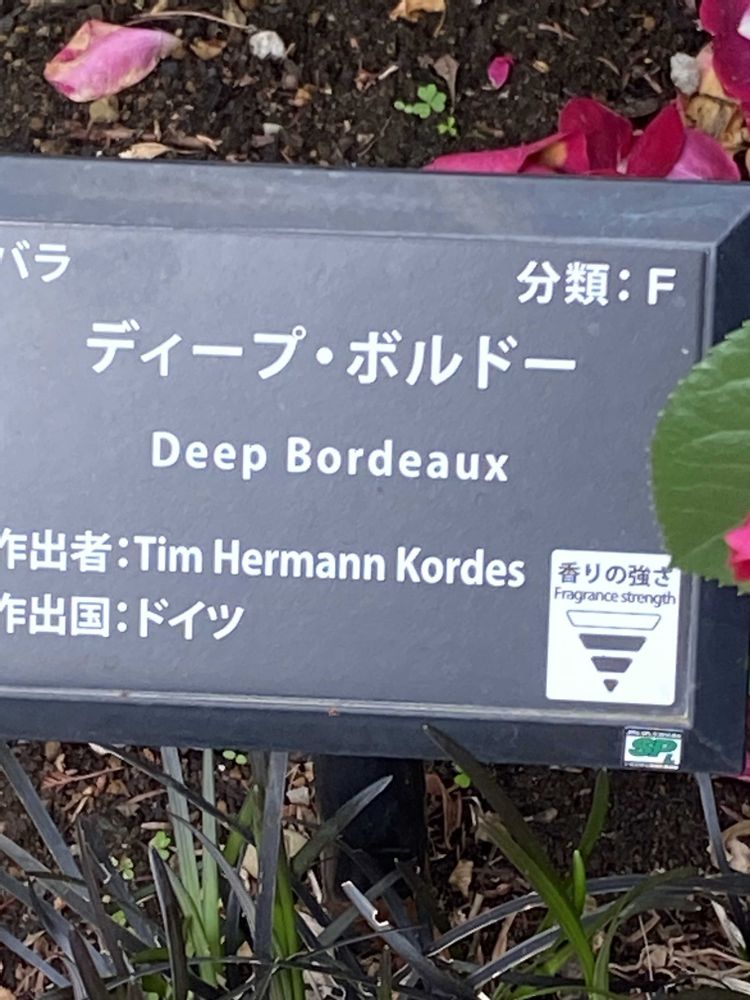 バラ
分類：F
ディープ・ボルドー
Deep Bordeaux
作出者：Tim Hermann Kordes
作出国：ドイツ
香りの強さ
Fragrance strength
SP